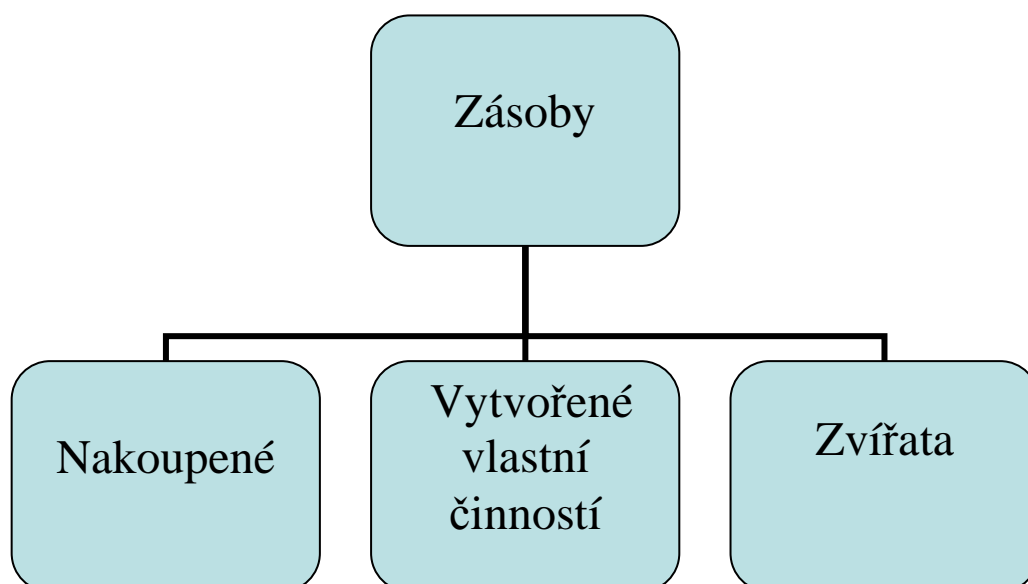 Zásoby
Nakoupené
Vytvořené
vlastní
činností
Zvířata